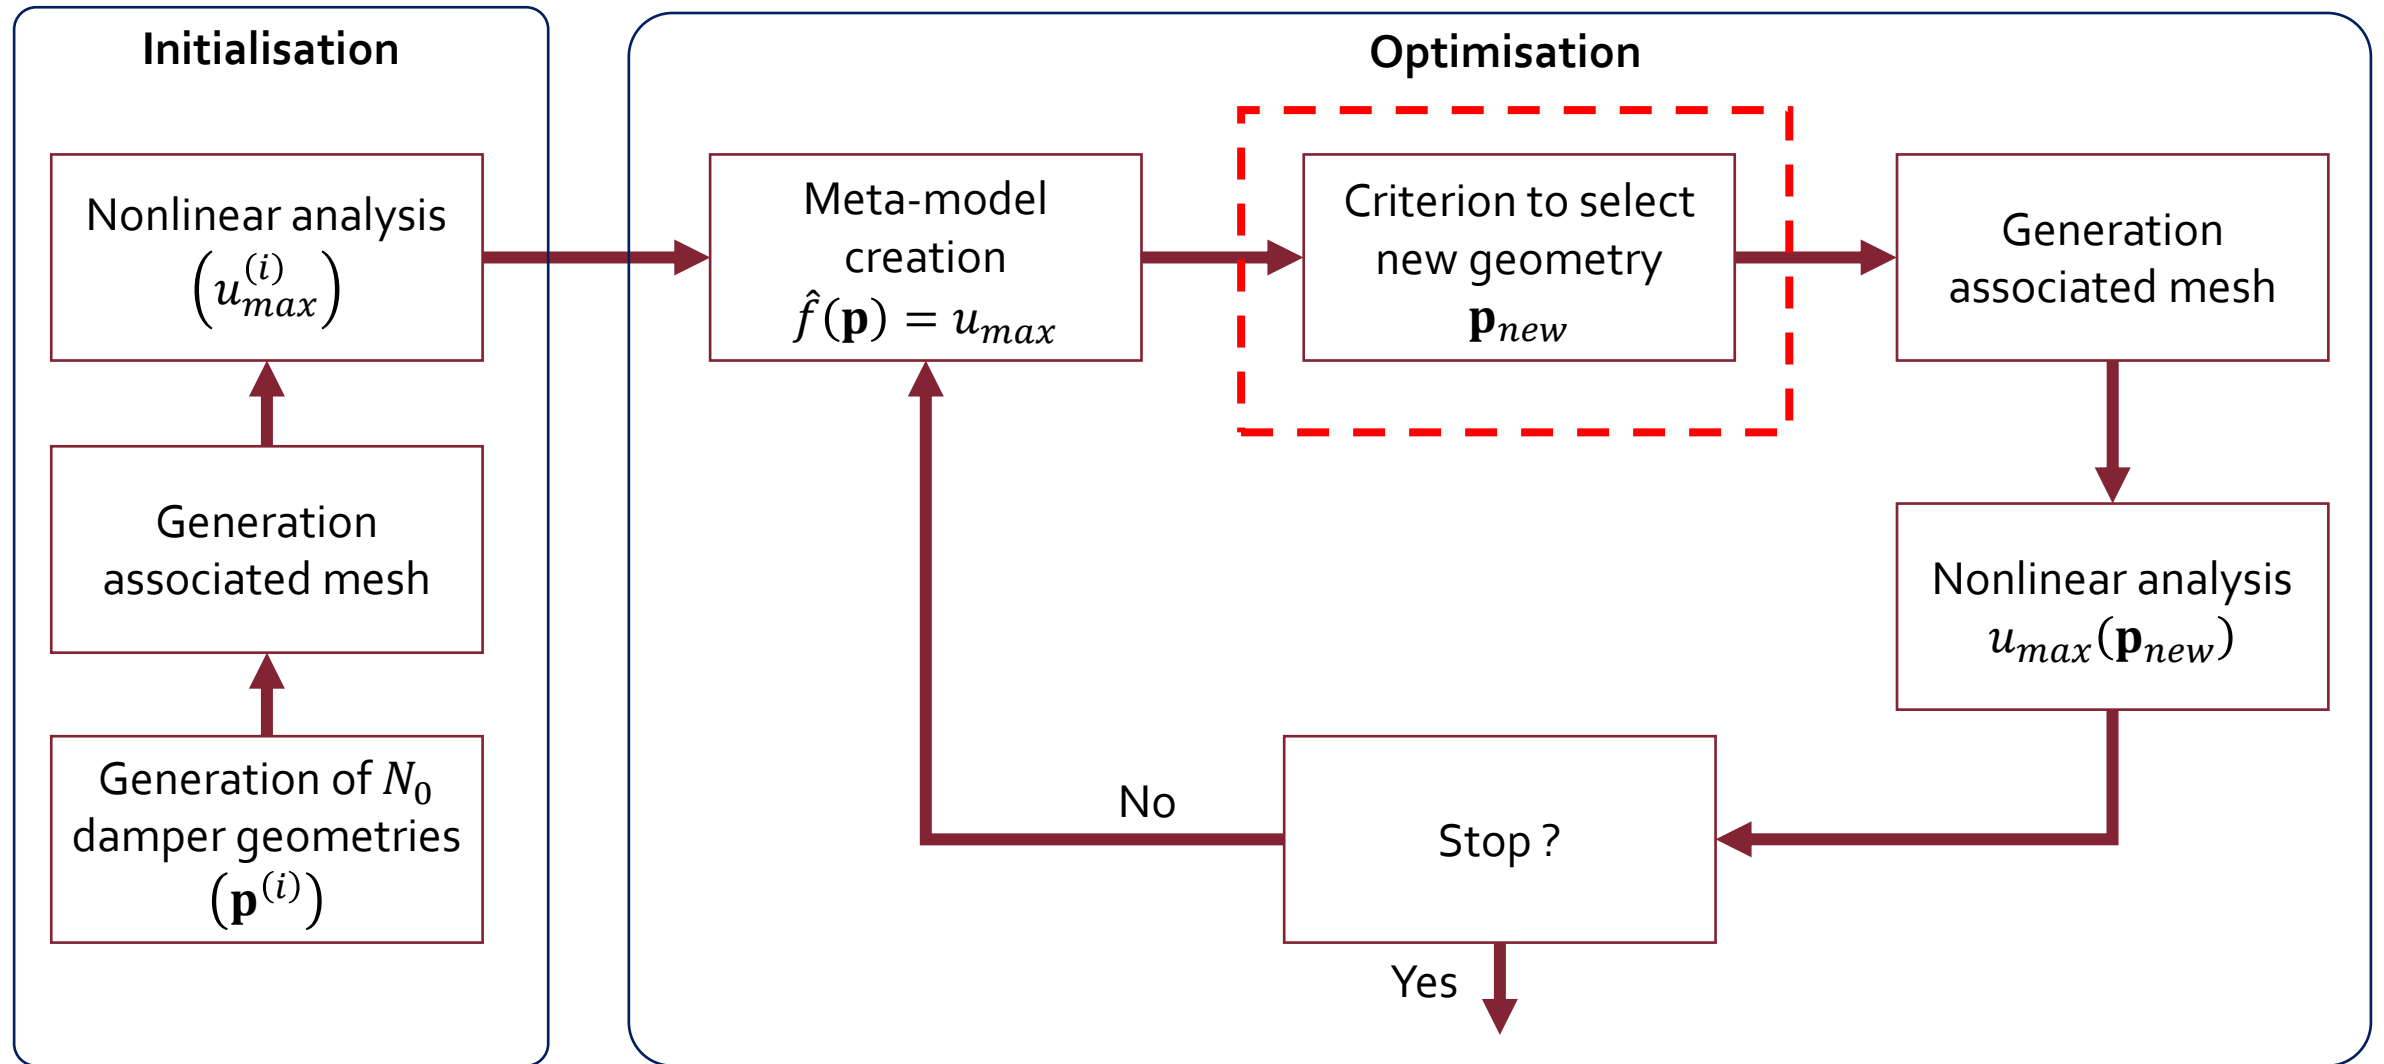 Initialisation
Nonlinear analysis
(u_{max}^{(i)})
Generation
associated mesh
Generation of N_0
damper geometries
(𝐩^{(i)})
Optimisation
Meta-model
creation
f̂(𝐩) = u_{max}
Criterion to select
new geometry
𝐩_{new}
Generation
associated mesh
Nonlinear analysis
u_{max}(𝐩_{new})
Stop ?
No
Yes